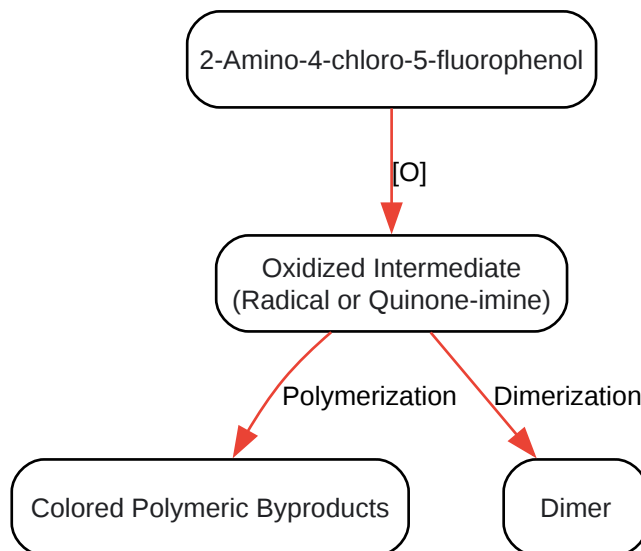 2-Amino-4-chloro-5-fluorophenol
[O]
Oxidized Intermediate
(Radical or Quinone-imine)
Polymerization
Dimerization
Colored Polymeric Byproducts
Dimer